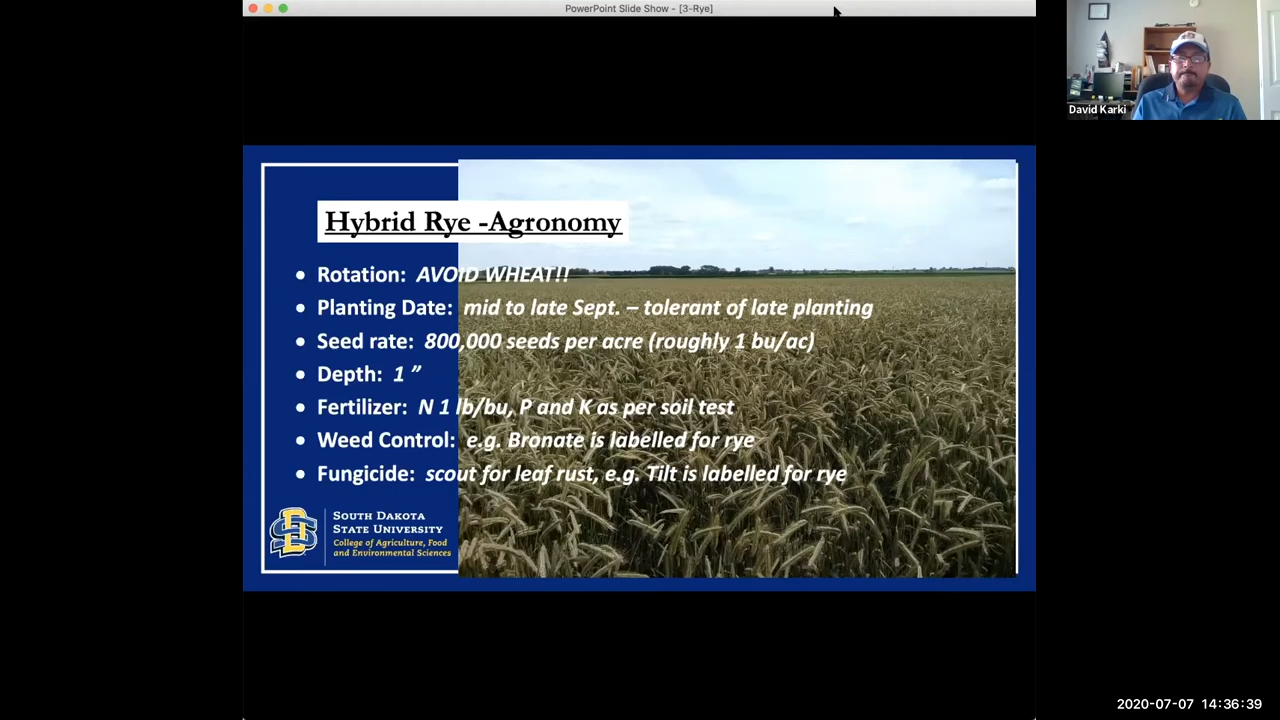 PowerPoint Slide Show - [3-Rye]
David Karki
Hybrid Rye -Agronomy
• Rotation: AVOID WHEAT!!
• Planting Date: mid to late Sept. – tolerant of late planting
• Seed rate: 800,000 seeds per acre (roughly 1 bu/ac)
• Depth: 1 ”
• Fertilizer: N 1 lb/bu, P and K as per soil test
• Weed Control: e.g. Bronate is labelled for rye
• Fungicide: scout for leaf rust, e.g. Tilt is labelled for rye
SOUTH DAKOTA
STATE UNIVERSITY
College of Agriculture, Food
and Environmental Sciences
2020-07-07 14:36:39